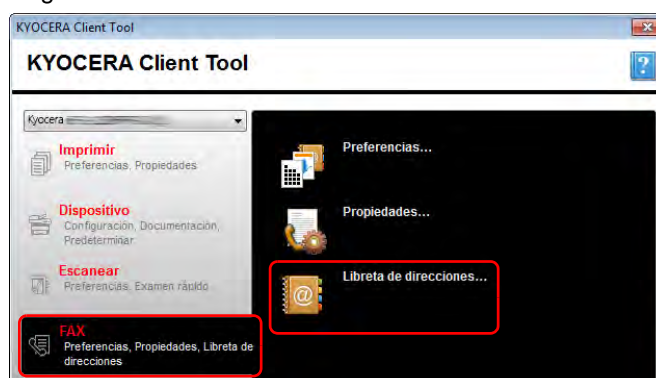 KYOCERA Client Tool
KYOCERA Client Tool
?
Kyocera
Imprimir
Preferencias, Propiedades
Dispositivo
Configuración, Documentación,
Predeterminar
Escanear
Preferencias, Examen rápido
FAX
Preferencias, Propiedades, Libreta de
direcciones
Preferencias...
Propiedades...
@
Libreta de direcciones...